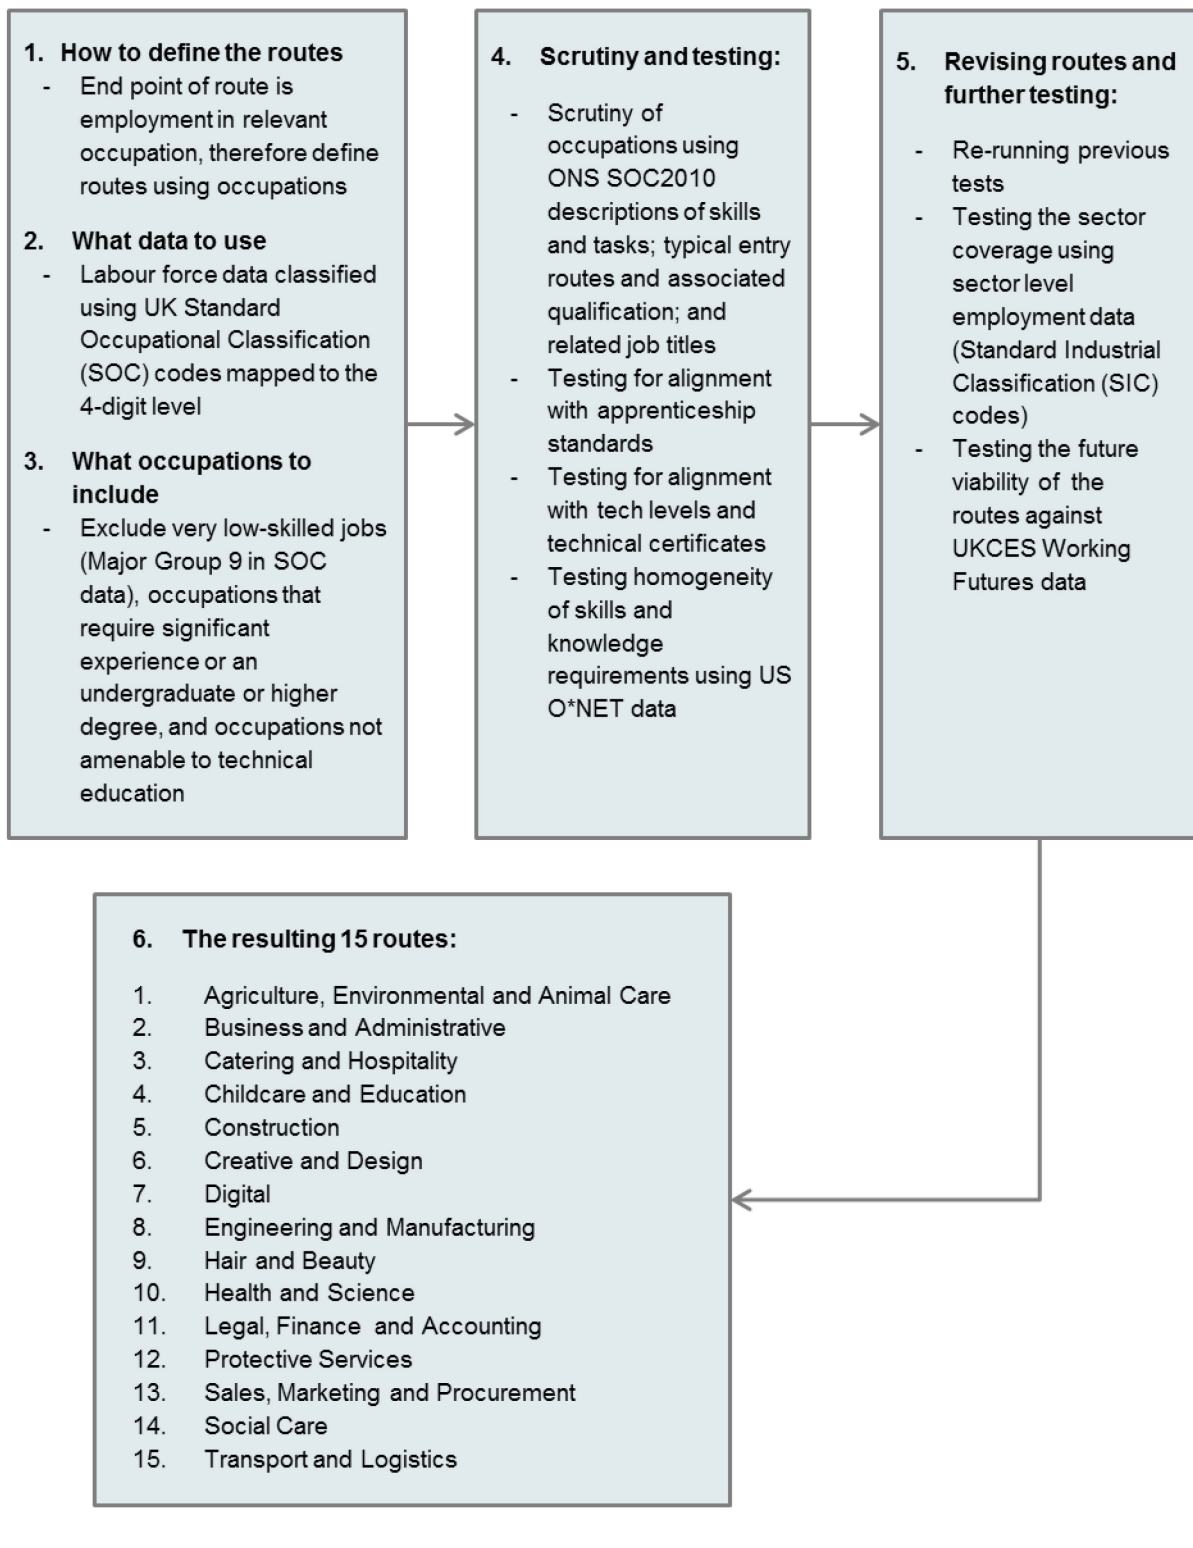 1. How to define the routes
- End point of route is
employment in relevant
occupation, therefore define
routes using occupations
2. What data to use
- Labour force data classified
using UK Standard
Occupational Classification
(SOC) codes mapped to the
4-digit level
3. What occupations to
include
- Exclude very low-skilled jobs
(Major Group 9 in SOC
data), occupations that
require significant
experience or an
undergraduate or higher
degree, and occupations not
amenable to technical
education
4. Scrutiny and testing:
- Scrutiny of
occupations using
ONS SOC2010
descriptions of skills
and tasks; typical entry
routes and associated
qualification; and
related job titles
- Testing for alignment
with apprenticeship
standards
- Testing for alignment
with tech levels and
technical certificates
- Testing homogeneity
of skills and
knowledge
requirements using US
O*NET data
5. Revising routes and
further testing:
- Re-running previous
tests
- Testing the sector
coverage using
sector level
employment data
(Standard Industrial
Classification (SIC)
codes)
- Testing the future
viability of the
routes against
UKCES Working
Futures data
6. The resulting 15 routes:
1. Agriculture, Environmental and Animal Care
2. Business and Administrative
3. Catering and Hospitality
4. Childcare and Education
5. Construction
6. Creative and Design
7. Digital
8. Engineering and Manufacturing
9. Hair and Beauty
10. Health and Science
11. Legal, Finance and Accounting
12. Protective Services
13. Sales, Marketing and Procurement
14. Social Care
15. Transport and Logistics